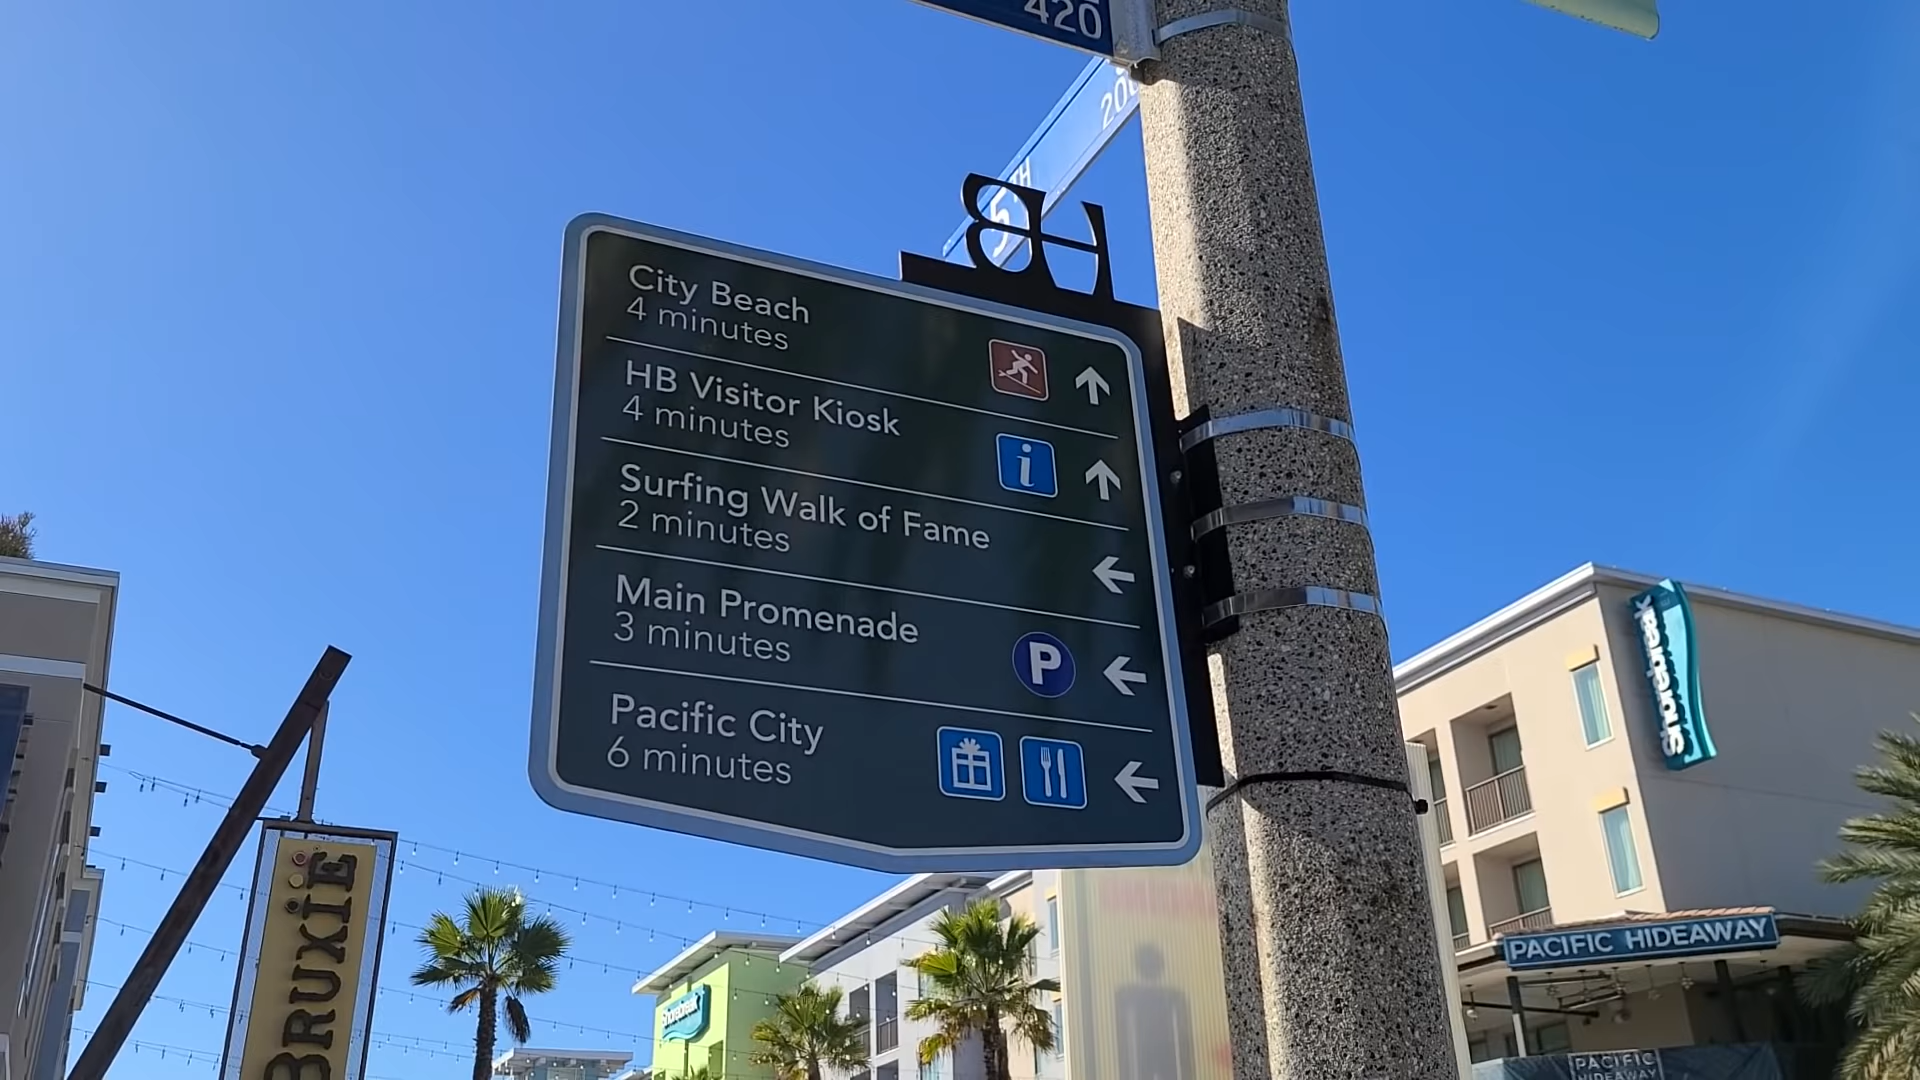 420
200
5TH
HB
City Beach
4 minutes
HB Visitor Kiosk
4 minutes
i
Surfing Walk of Fame
2 minutes
Main Promenade
3 minutes
P
Pacific City
6 minutes
Shorebreak
PACIFIC HIDEAWAY
BRUXIE
Shorebreak
PACIFIC
HIDEAWAY